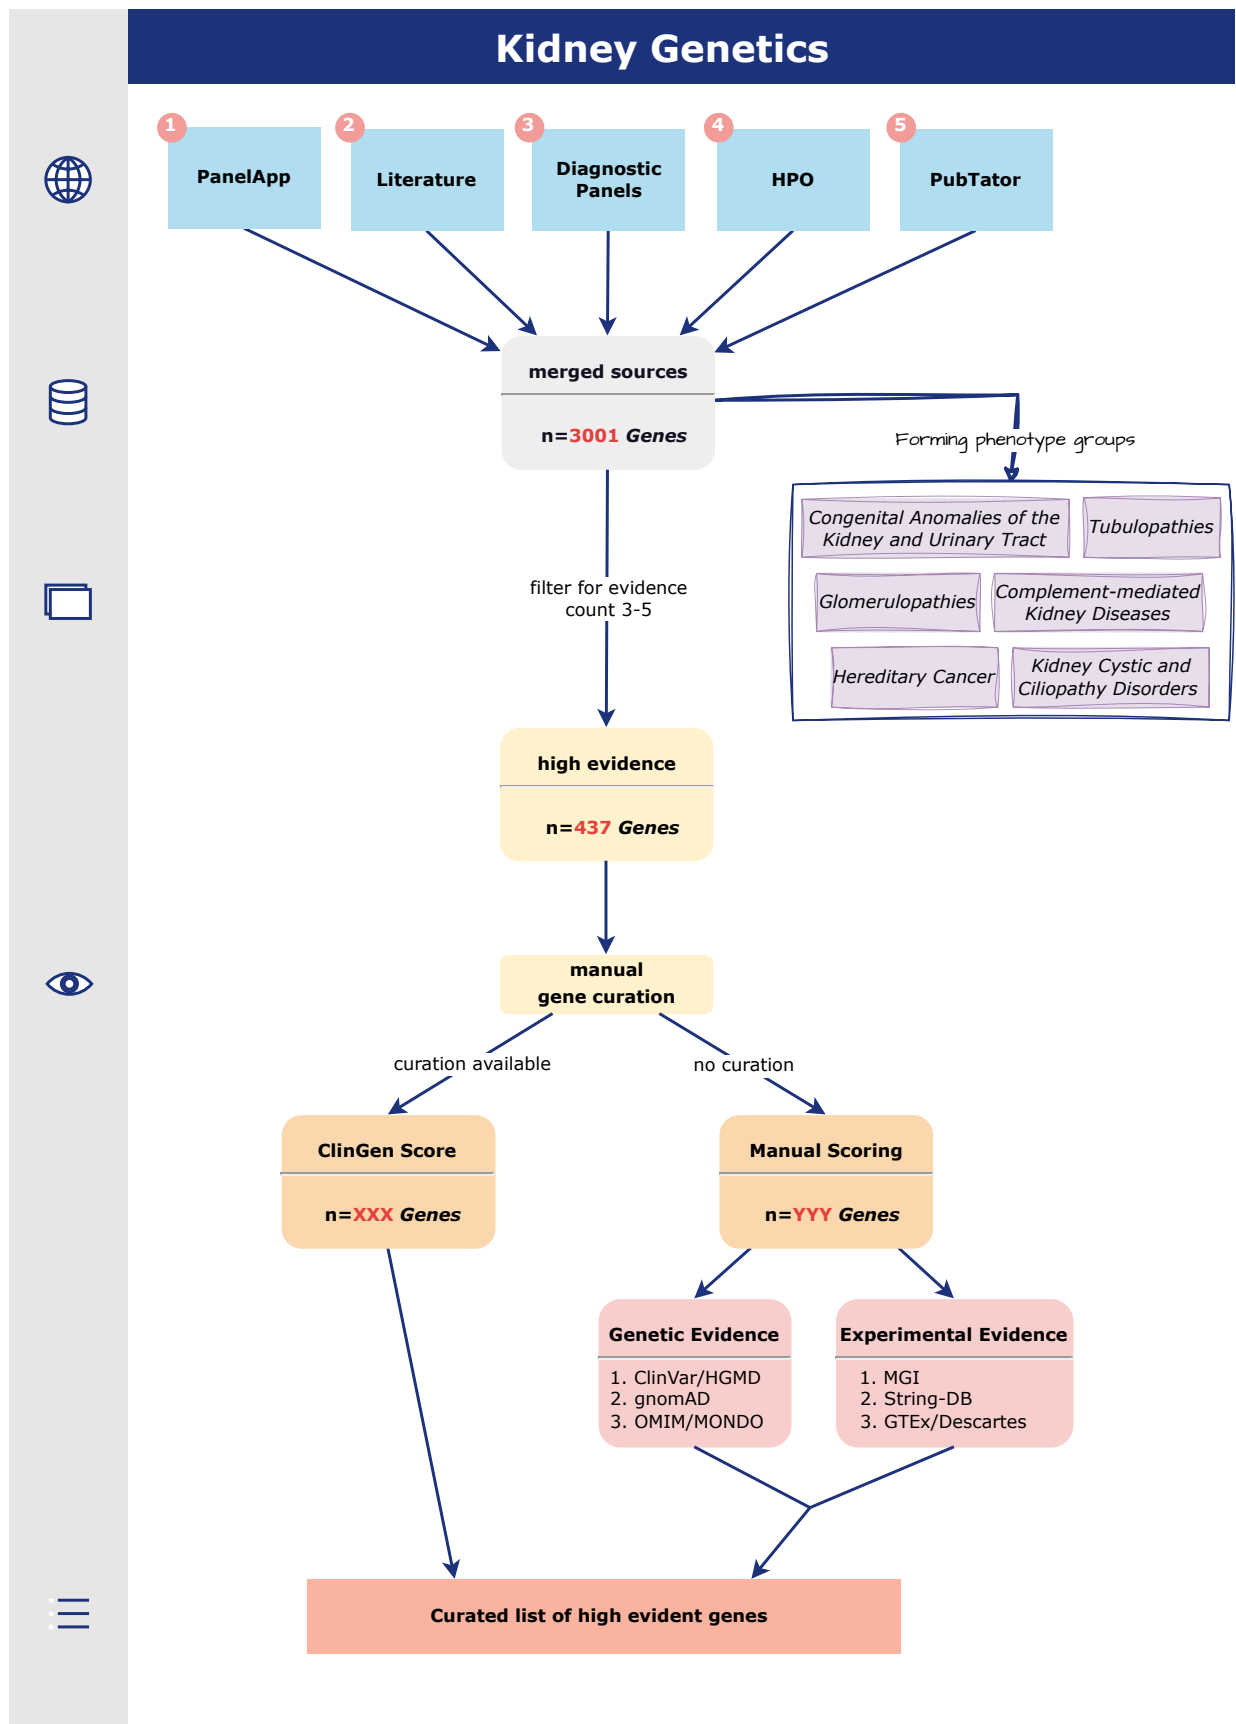 Kidney Genetics
1
2
3
4
5
PanelApp
Literature
Diagnostic
Panels
HPO
PubTator
merged sources
n=3001 Genes
Forming phenotype groups
Congenital Anomalies of the
Kidney and Urinary Tract
Tubulopathies
Glomerulopathies
Complement-mediated
Kidney Diseases
Hereditary Cancer
Kidney Cystic and
Ciliopathy Disorders
filter for evidence
count 3-5
high evidence
n=437 Genes
manual
gene curation
curation available
no curation
ClinGen Score
n=XXX Genes
Manual Scoring
n=YYY Genes
Genetic Evidence
1. ClinVar/HGMD
2. gnomAD
3. OMIM/MONDO
Experimental Evidence
1. MGI
2. String-DB
3. GTEx/Descartes
Curated list of high evident genes